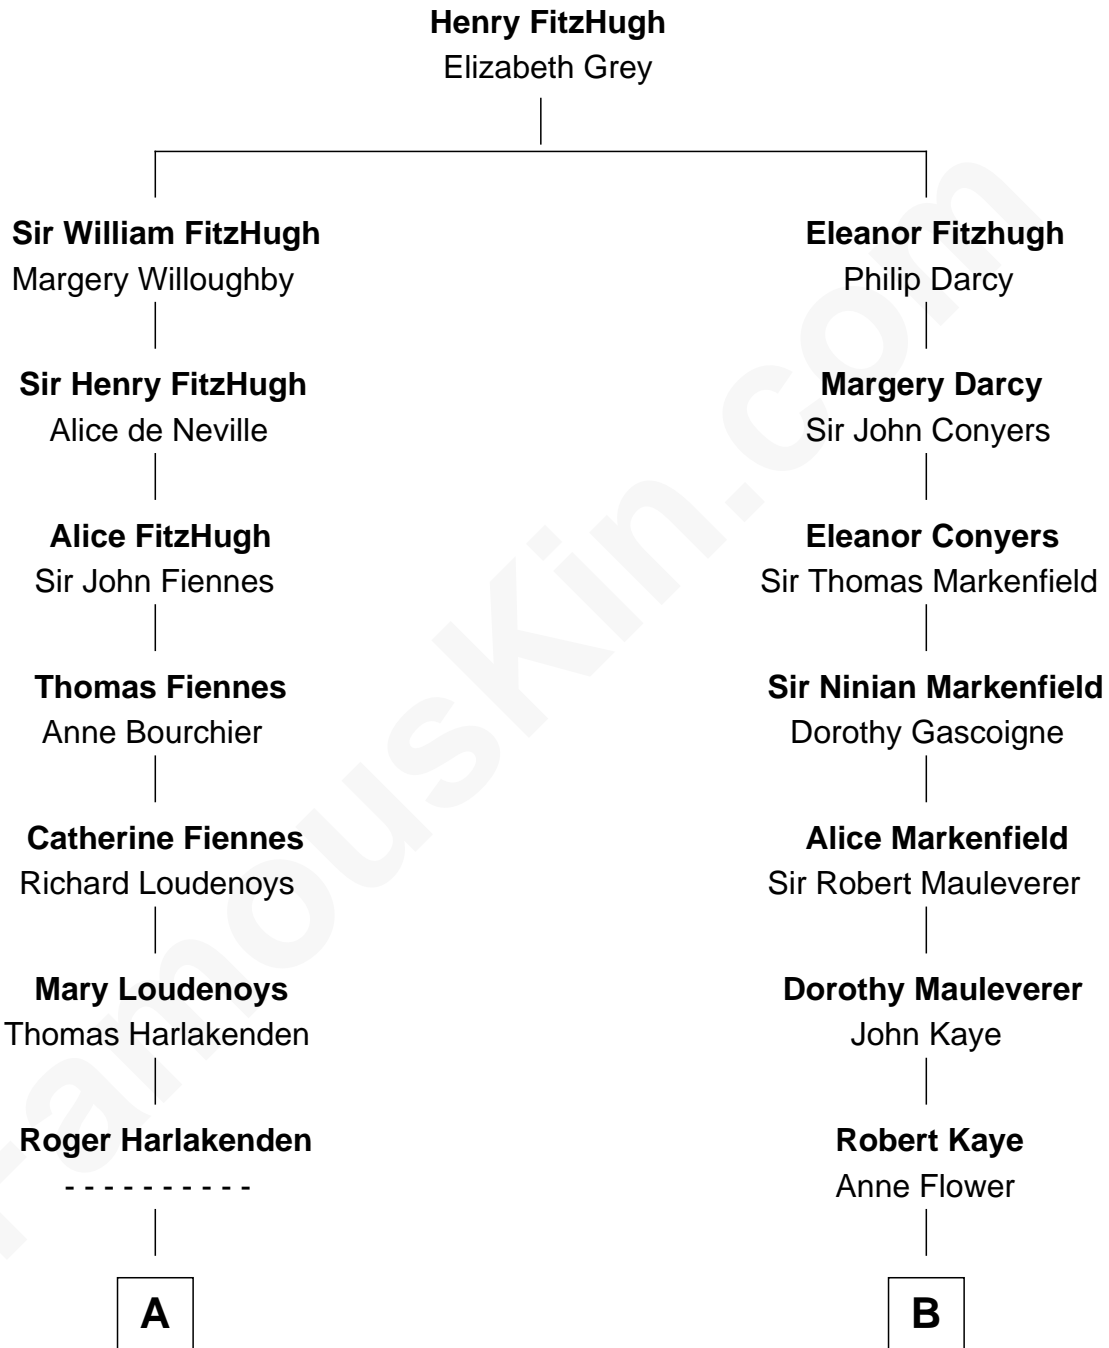 Henry FitzHugh
Elizabeth Grey
Sir William FitzHugh
Margery Willoughby
Eleanor Fitzhugh
Philip Darcy
Sir Henry FitzHugh
Alice de Neville
Margery Darcy
Sir John Conyers
Alice FitzHugh
Sir John Fiennes
Eleanor Conyers
Sir Thomas Markenfield
Thomas Fiennes
Anne Bourchier
Sir Ninian Markenfield
Dorothy Gascoigne
Catherine Fiennes
Richard Loudenoys
Alice Markenfield
Sir Robert Mauleverer
Mary Loudenoys
Thomas Harlakenden
Dorothy Mauleverer
John Kaye
Roger Harlakenden
- - - - - - - - - -
Robert Kaye
Anne Flower
A
B
FamousKin.com